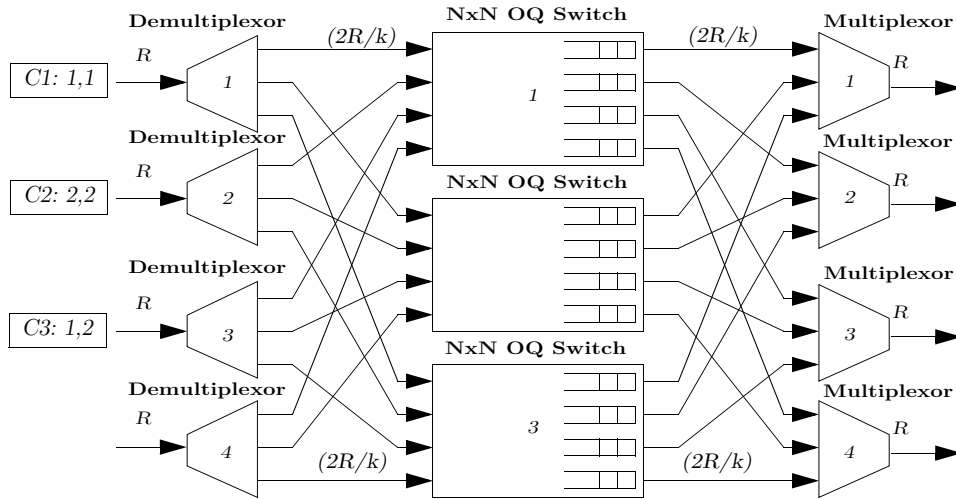 Demultiplexor
NxN OQ Switch
Multiplexor
R
(2R/k)
(2R/k)
R
C1: 1,1
1
1
1
Demultiplexor
R
NxN OQ Switch
Multiplexor
R
C2: 2,2
2
2
2
Demultiplexor
R
Multiplexor
R
C3: 1,2
3
3
NxN OQ Switch
Demultiplexor
Multiplexor
R
R
3
4
4
(2R/k)
(2R/k)